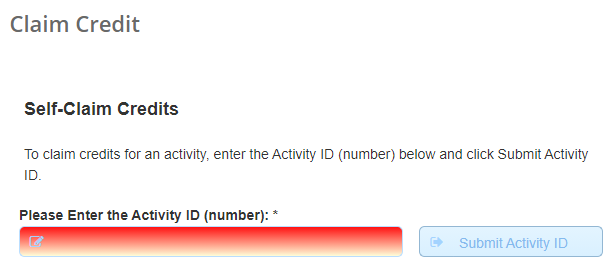 Claim Credit
Self-Claim Credits
To claim credits for an activity, enter the Activity ID (number) below and click Submit Activity
ID.
Please Enter the Activity ID (number): *
Submit Activity ID